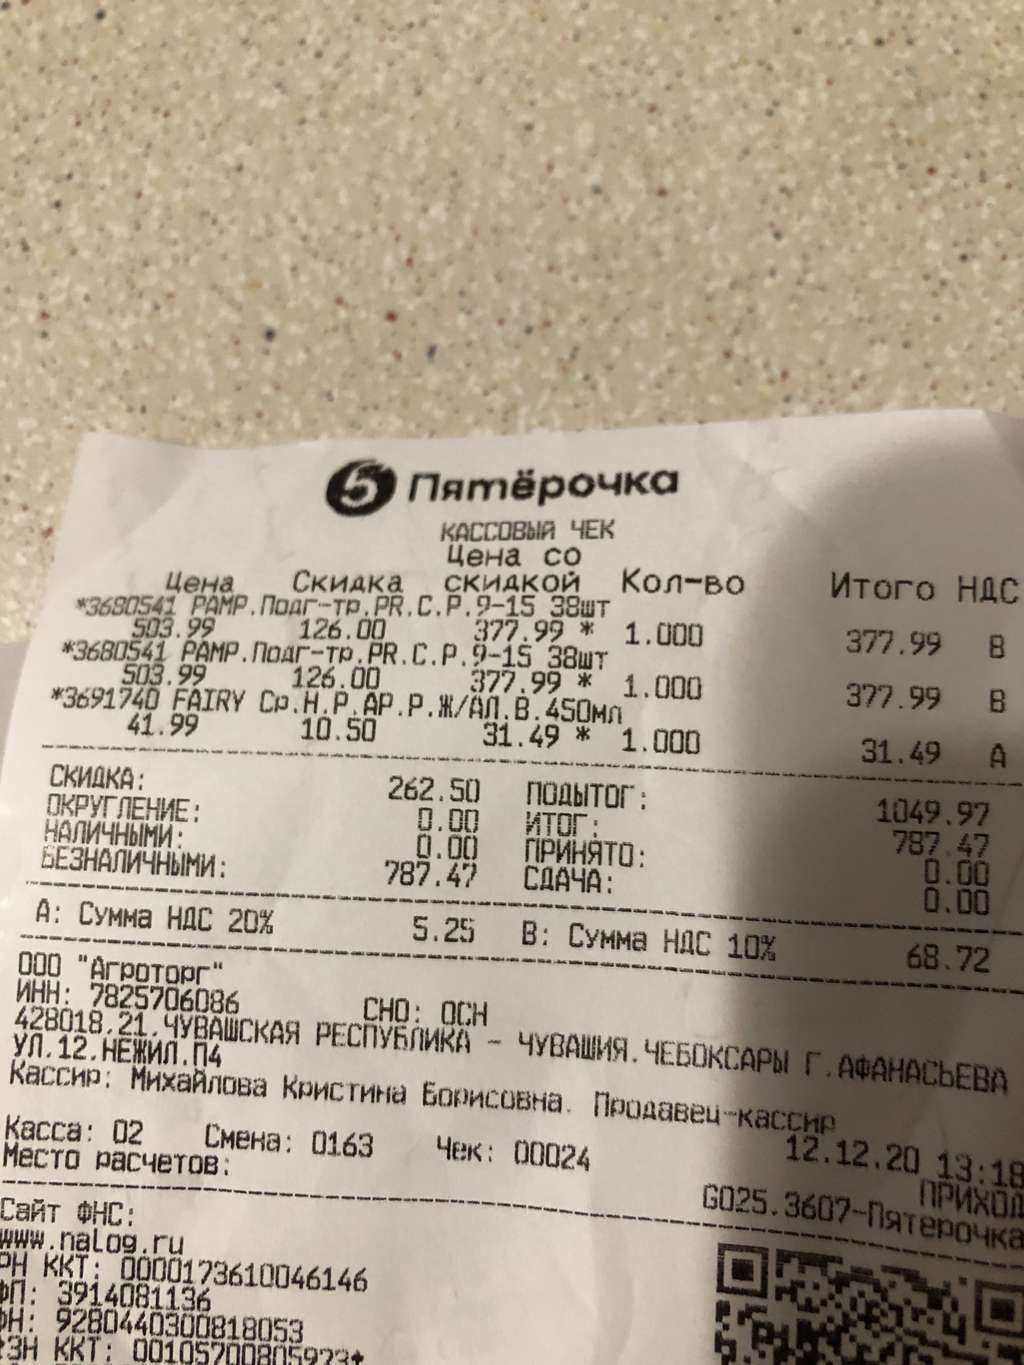 5 Пятёрочка
КАССОВЫЙ ЧЕК
Цена со
Цена Скидка скидкой Кол-во Итого НДС
*3680541 PAMP.Подг-тр.PR.С.Р.9-15 38шт
503.99 126.00 377.99 * 1.000 377.99 В
*3680541 PAMP.Подг-тр.PR.С.Р.9-15 38шт
503.99 126.00 377.99 * 1.000 377.99 В
*3691740 FAIRY Ср.Н.Р.АР.Р.Ж/АЛ.В.450мл
41.99 10.50 31.49 * 1.000 31.49 А
СКИДКА: 262.50 ПОДЫТОГ: 1049.97
ОКРУГЛЕНИЕ: 0.00 ИТОГ: 787.47
НАЛИЧНЫМИ: 0.00 ПРИНЯТО: 0.00
БЕЗНАЛИЧНЫМИ: 787.47 СДАЧА: 0.00
А: Сумма НДС 20% 5.25 В: Сумма НДС 10% 68.72
ООО "Агроторг"
ИНН: 7825706086 СНО: ОСН
428018.21.ЧУВАШСКАЯ РЕСПУБЛИКА - ЧУВАШИЯ.ЧЕБОКСАРЫ Г.АФАНАСЬЕВА
УЛ.12.НЕЖИЛ.П4
Кассир: Михайлова Кристина Борисовна. Продавец-кассир
Касса: 02 Смена: 0163 Чек: 00024 12.12.20 13:18
Место расчетов: ПРИХОД
G025.3607-Пятерочка
Сайт ФНС:
www.nalog.ru
РН ККТ: 0000173610046146
ФП: 3914081136
ФН: 9280440300818053
ЗН ККТ: 00105700805923